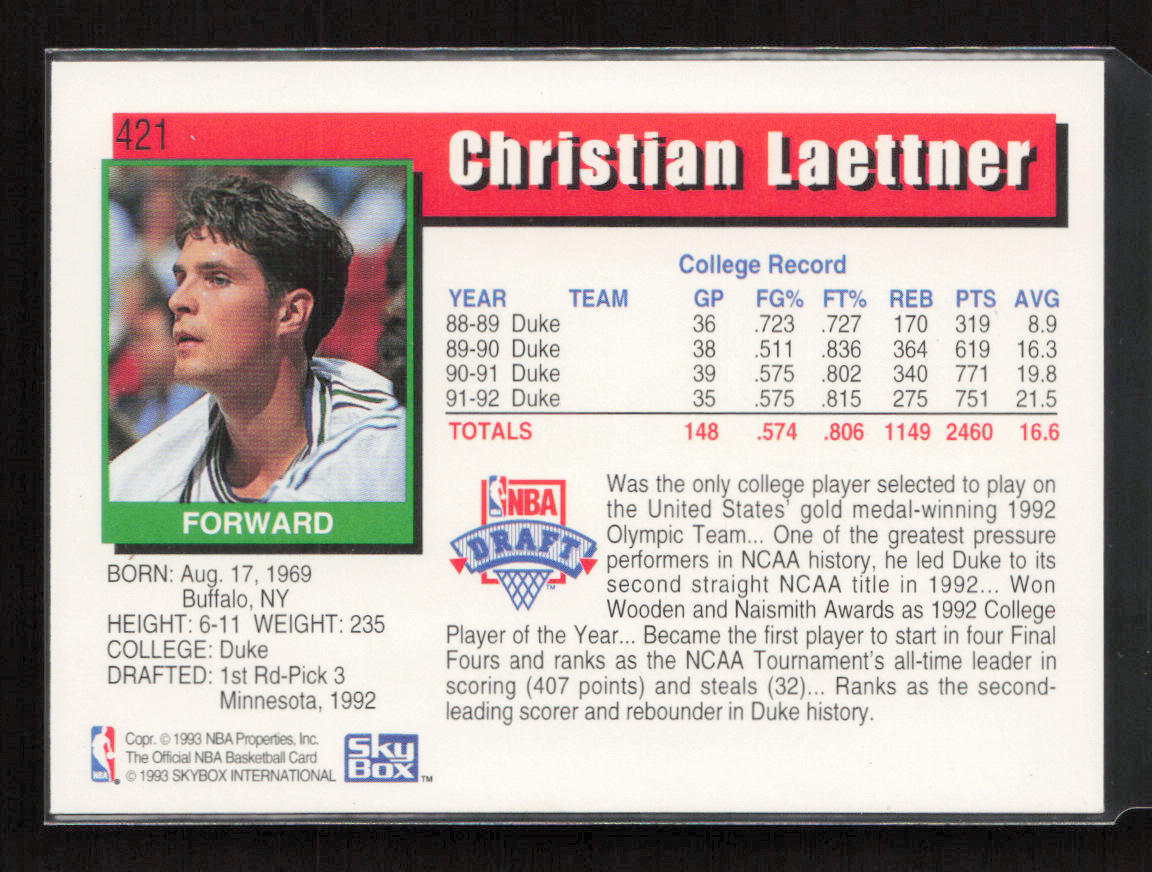 421
Christian Laettner
FORWARD
BORN: Aug. 17, 1969
Buffalo, NY
HEIGHT: 6-11 WEIGHT: 235
COLLEGE: Duke
DRAFTED: 1st Rd-Pick 3
Minnesota, 1992
College Record
YEAR TEAM GP FG% FT% REB PTS AVG
88-89 Duke 36 .723 .727 170 319 8.9
89-90 Duke 38 .511 .836 364 619 16.3
90-91 Duke 39 .575 .802 340 771 19.8
91-92 Duke 35 .575 .815 275 751 21.5
TOTALS 148 .574 .806 1149 2460 16.6
NBA
DRAFT
TM
Was the only college player selected to play on
the United States' gold medal-winning 1992
Olympic Team... One of the greatest pressure
performers in NCAA history, he led Duke to its
second straight NCAA title in 1992... Won
Wooden and Naismith Awards as 1992 College
Player of the Year... Became the first player to start in four Final
Fours and ranks as the NCAA Tournament's all-time leader in
scoring (407 points) and steals (32)... Ranks as the second-
leading scorer and rebounder in Duke history.
NBA
®
Copr. © 1993 NBA Properties, Inc.
The Official NBA Basketball Card
© 1993 SKYBOX INTERNATIONAL
Sky
Box
TM